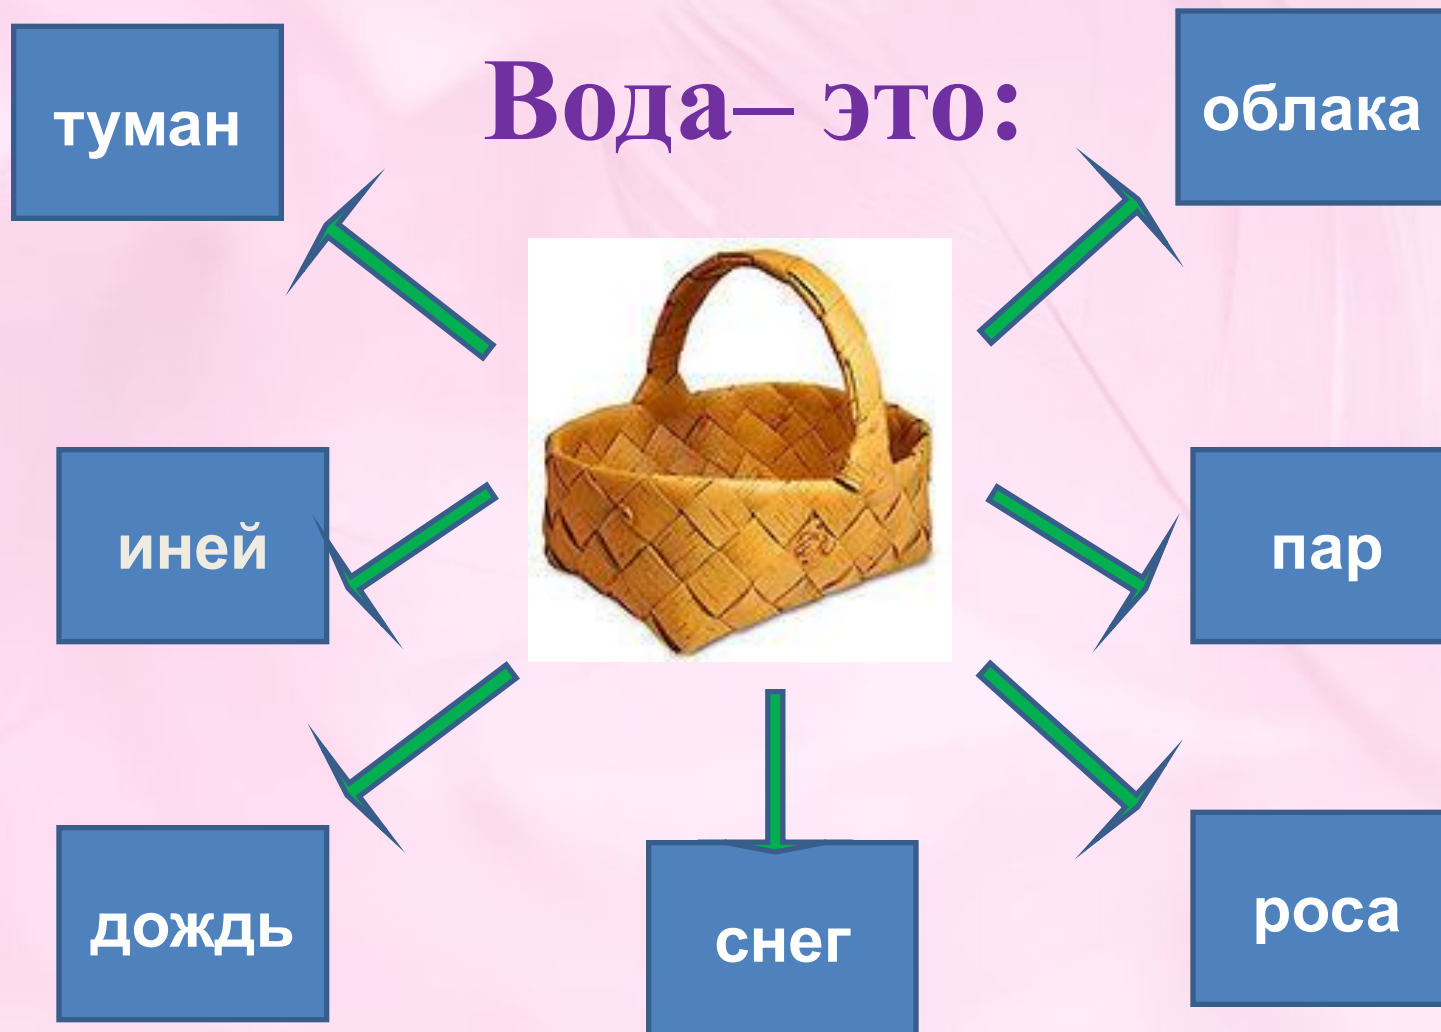 Вода– это:
туман
облака
иней
пар
дождь
снег
роса